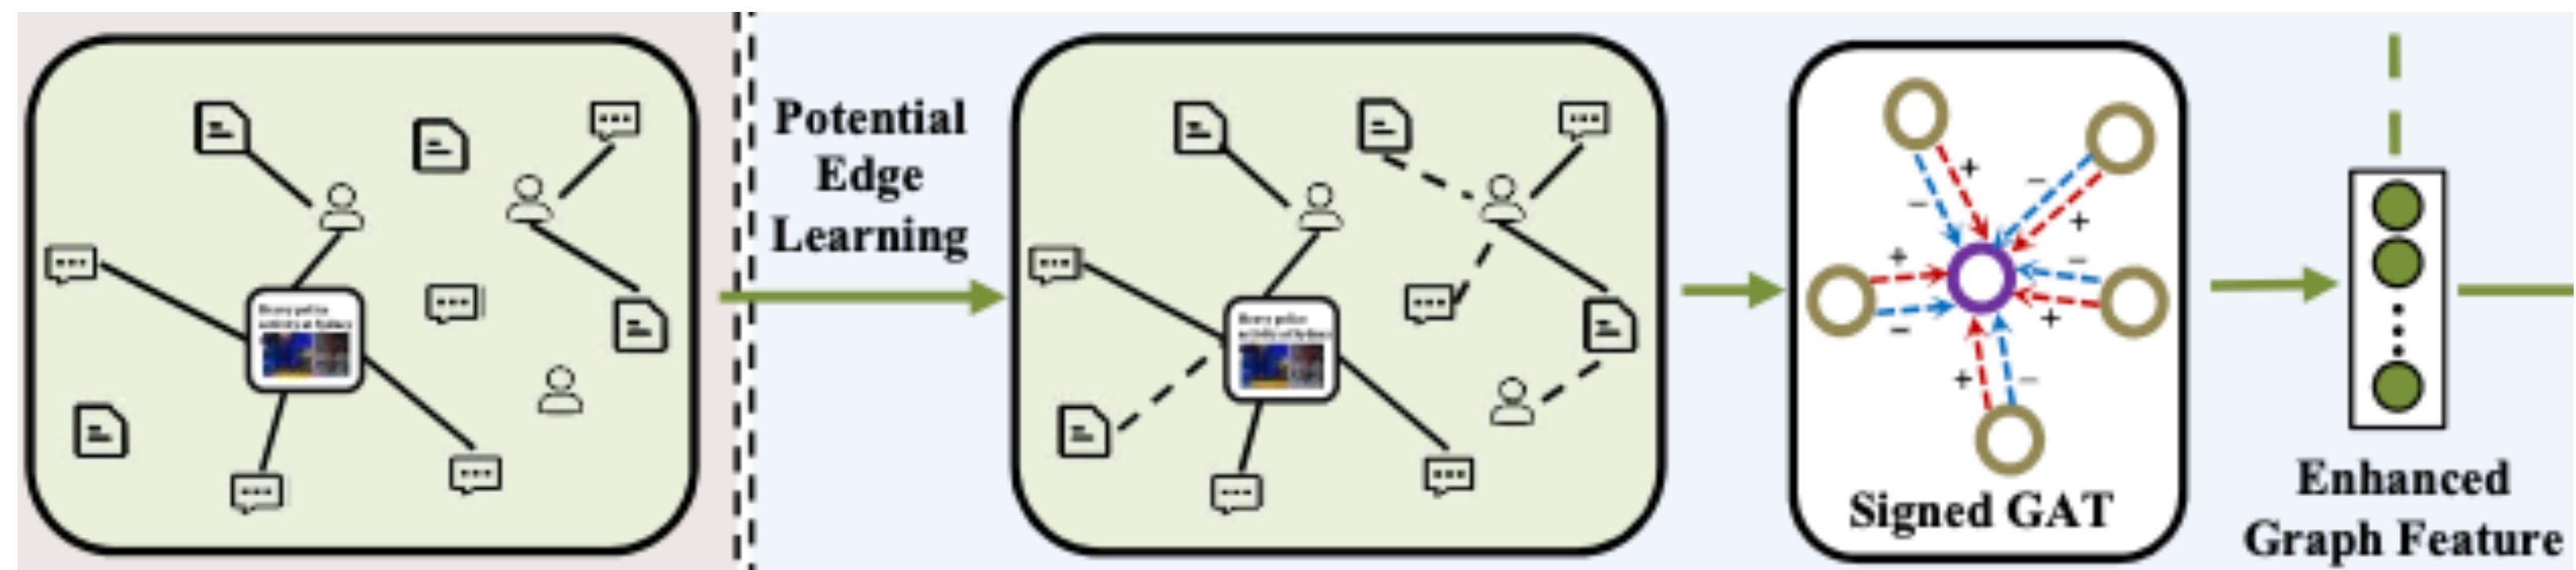 Potential
Edge
Learning
+
−
−
+
+
−
−
+
+
−
Signed GAT
Enhanced
Graph Feature